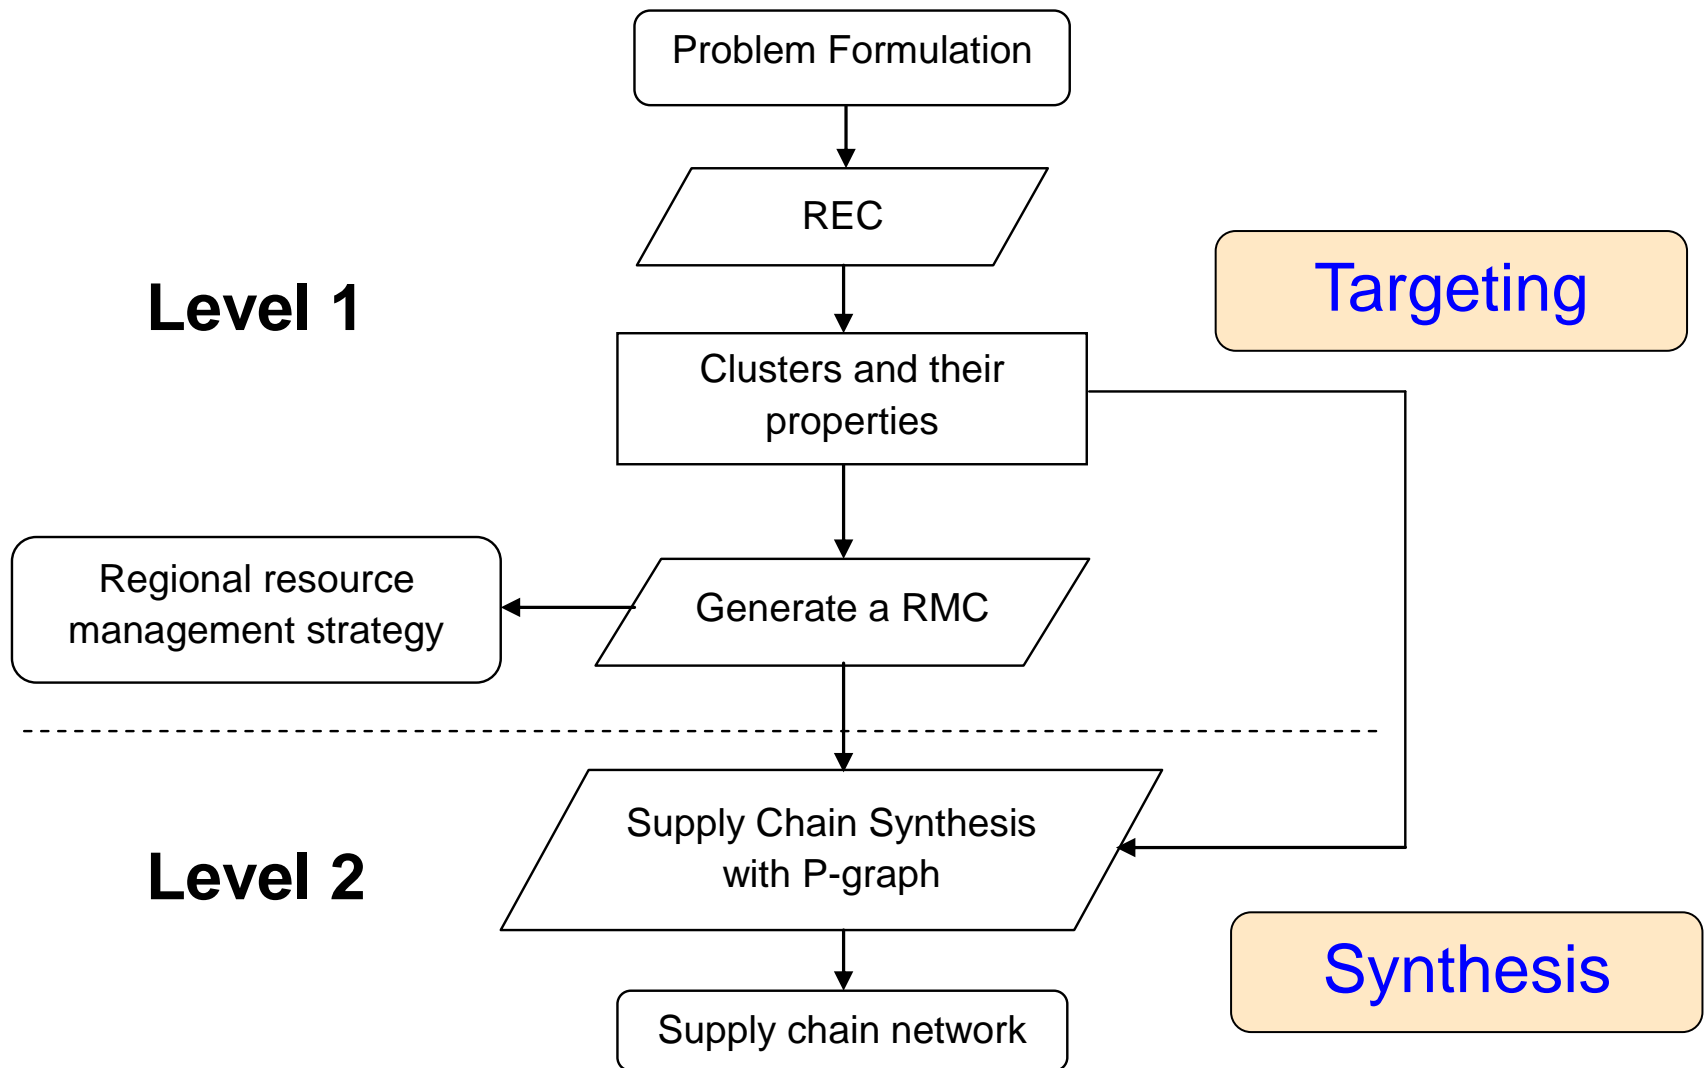 Problem Formulation
REC
Targeting
Level 1
Clusters and their
properties
Regional resource
management strategy
Generate a RMC
Supply Chain Synthesis
with P-graph
Level 2
Synthesis
Supply chain network